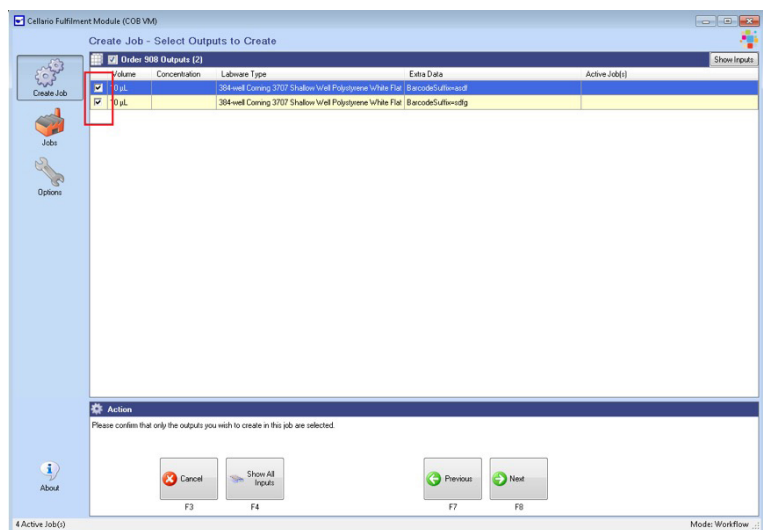 Cellario Fulfilment Module (COB VM)
Create Job - Select Outputs to Create
Order 908 Outputs (2)
Show Inputs
Volume Concentration Labware Type Extra Data Active Job(s)
10 µL 384-well Corning 3707 Shallow Well Polystyrene White Flat BarcodeSuffix=asdf
10 µL 384-well Corning 3707 Shallow Well Polystyrene White Flat BarcodeSuffix=sdfg
Create Job
Jobs
Options
Action
Please confirm that only the outputs you wish to create in this job are selected.
Cancel
Show All
Inputs
Previous
Next
F3 F4 F7 F8
About
4 Active Job(s)
Mode: Workflow